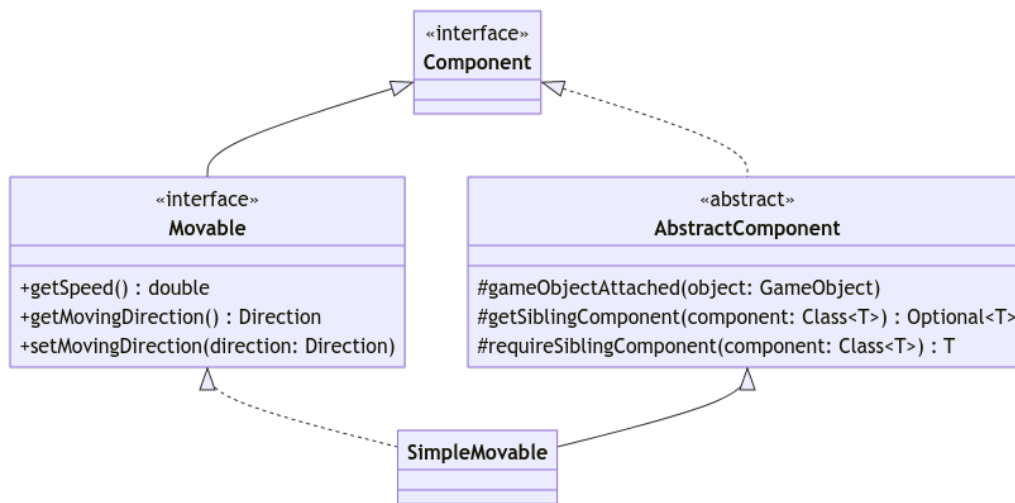 «interface»
Component
«interface»
Movable
+getSpeed() : double
+getMovingDirection() : Direction
+setMovingDirection(direction: Direction)
«abstract»
AbstractComponent
#gameObjectAttached(object: GameObject)
#getSiblingComponent(component: Class<T>) : Optional<T>
#requireSiblingComponent(component: Class<T>) : T
SimpleMovable